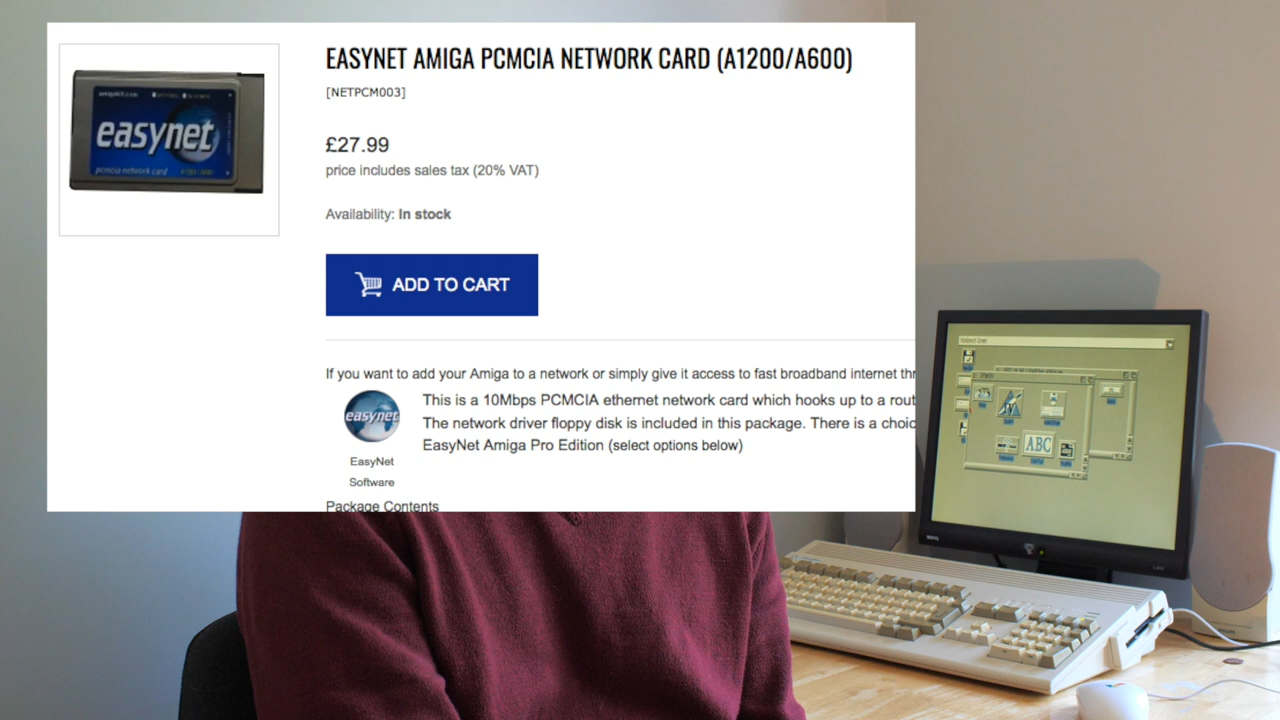 EASYNET AMIGA PCMCIA NETWORK CARD (A1200/A600)
[NETPCM003]
£27.99
price includes sales tax (20% VAT)
Availability: In stock
ADD TO CART
If you want to add your Amiga to a network or simply give it access to fast broadband internet thr
This is a 10Mbps PCMCIA ethernet network card which hooks up to a rout
The network driver floppy disk is included in this package. There is a choic
EasyNet Amiga Pro Edition (select options below)
easynet
EasyNet
Software
Package Contents
easynet
pcmcia network card
ABC
BenQ